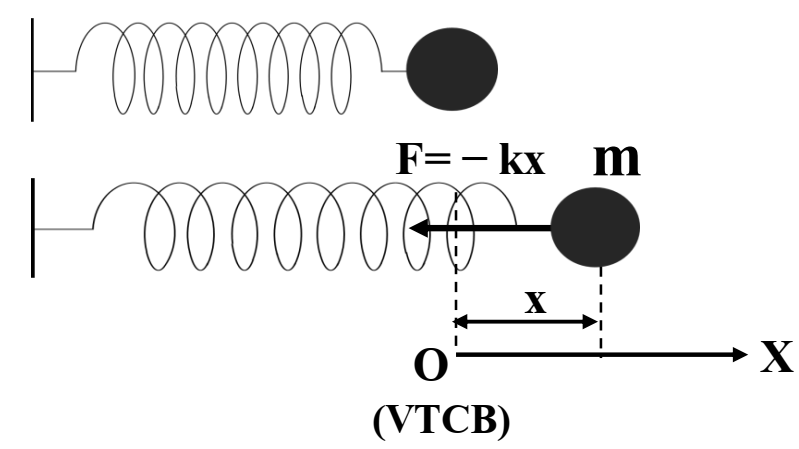 F= – kx
m
x
O
X
(VTCB)